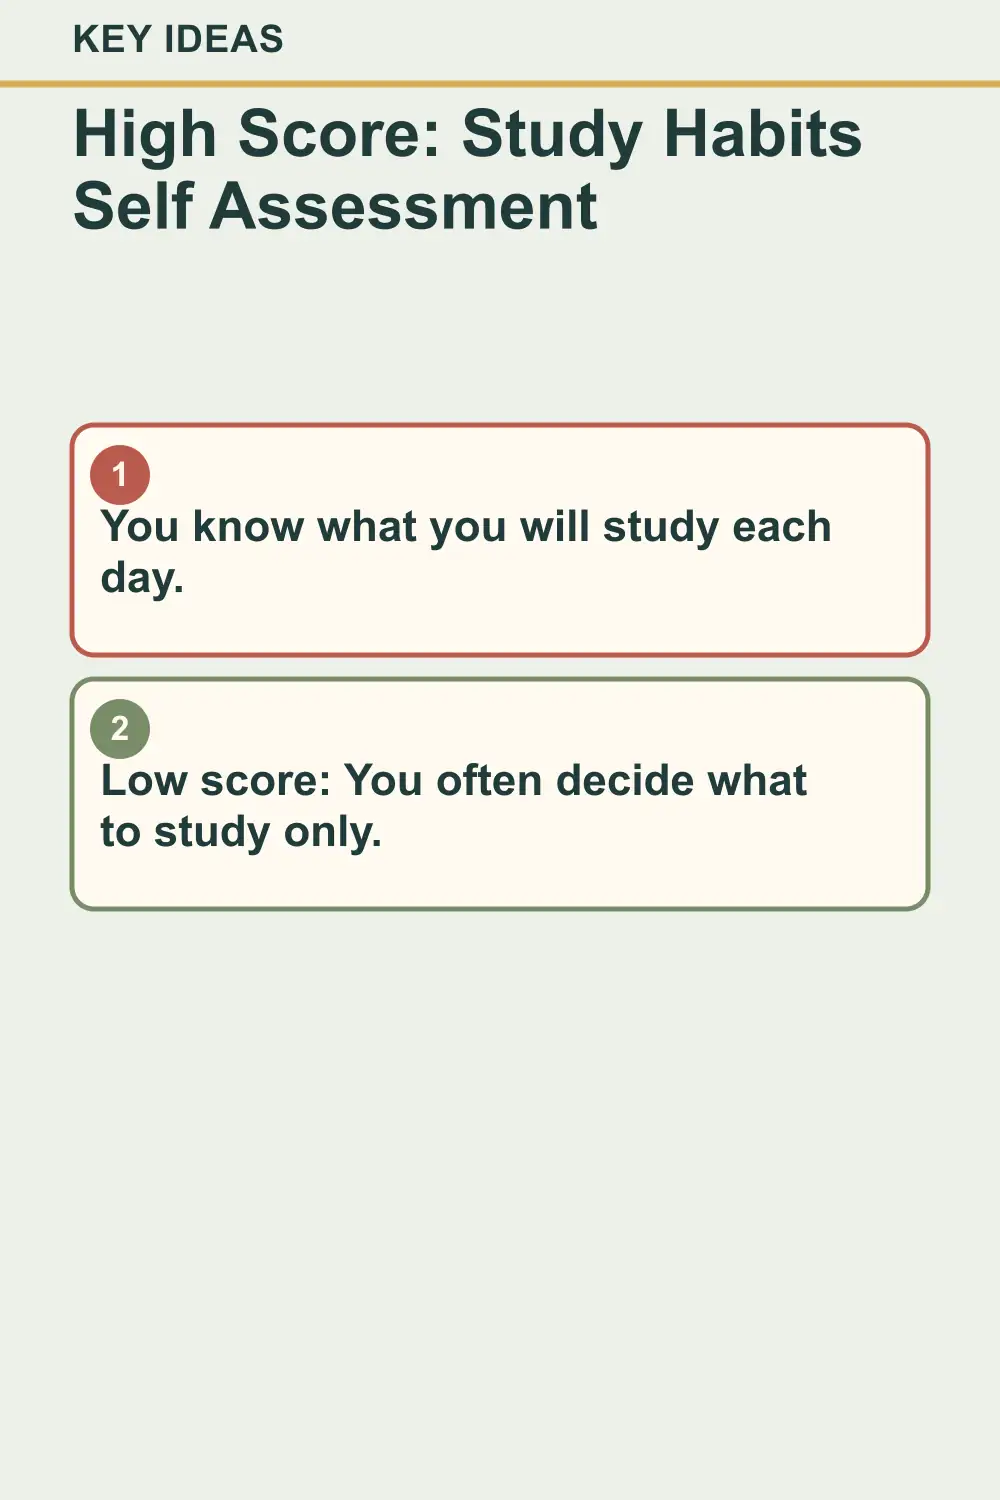 KEY IDEAS
High Score: Study Habits
Self Assessment
1
You know what you will study each
day.
2
Low score: You often decide what
to study only.